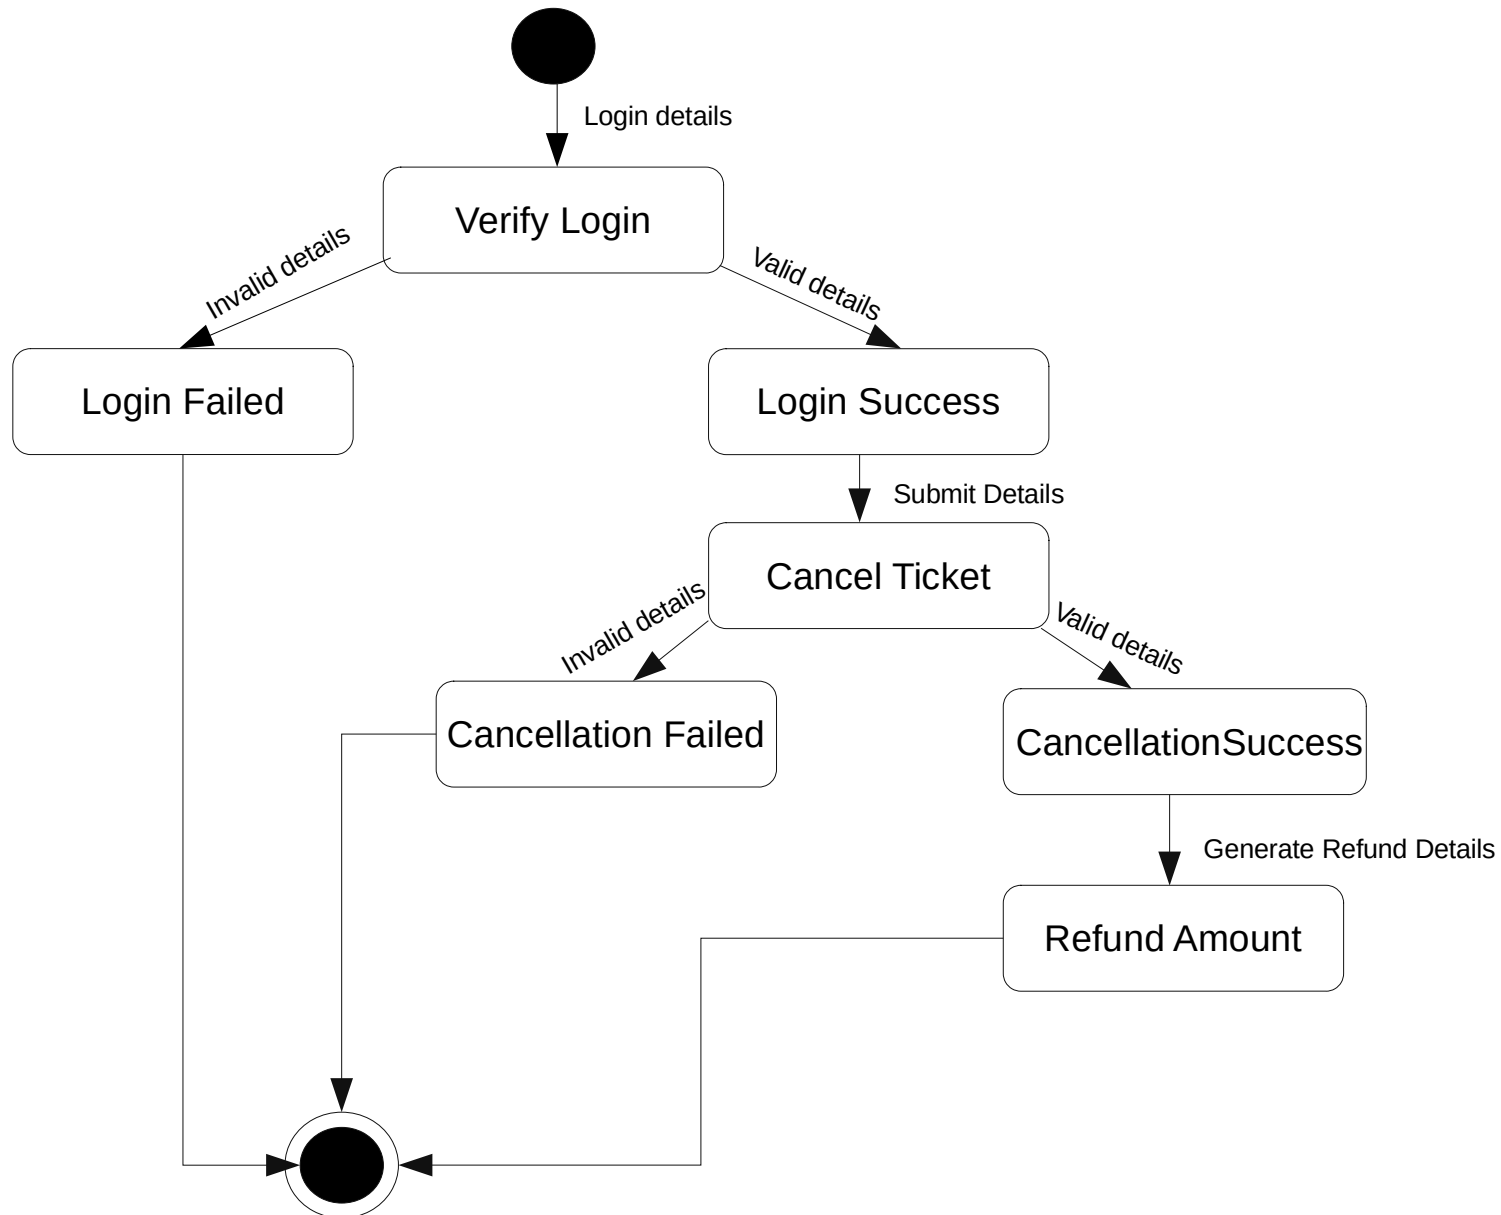 Login details
Verify Login
Invalid details
Valid details
Login Failed
Login Success
Submit Details
Cancel Ticket
Invalid details
Valid details
Cancellation Failed
CancellationSuccess
Generate Refund Details
Refund Amount